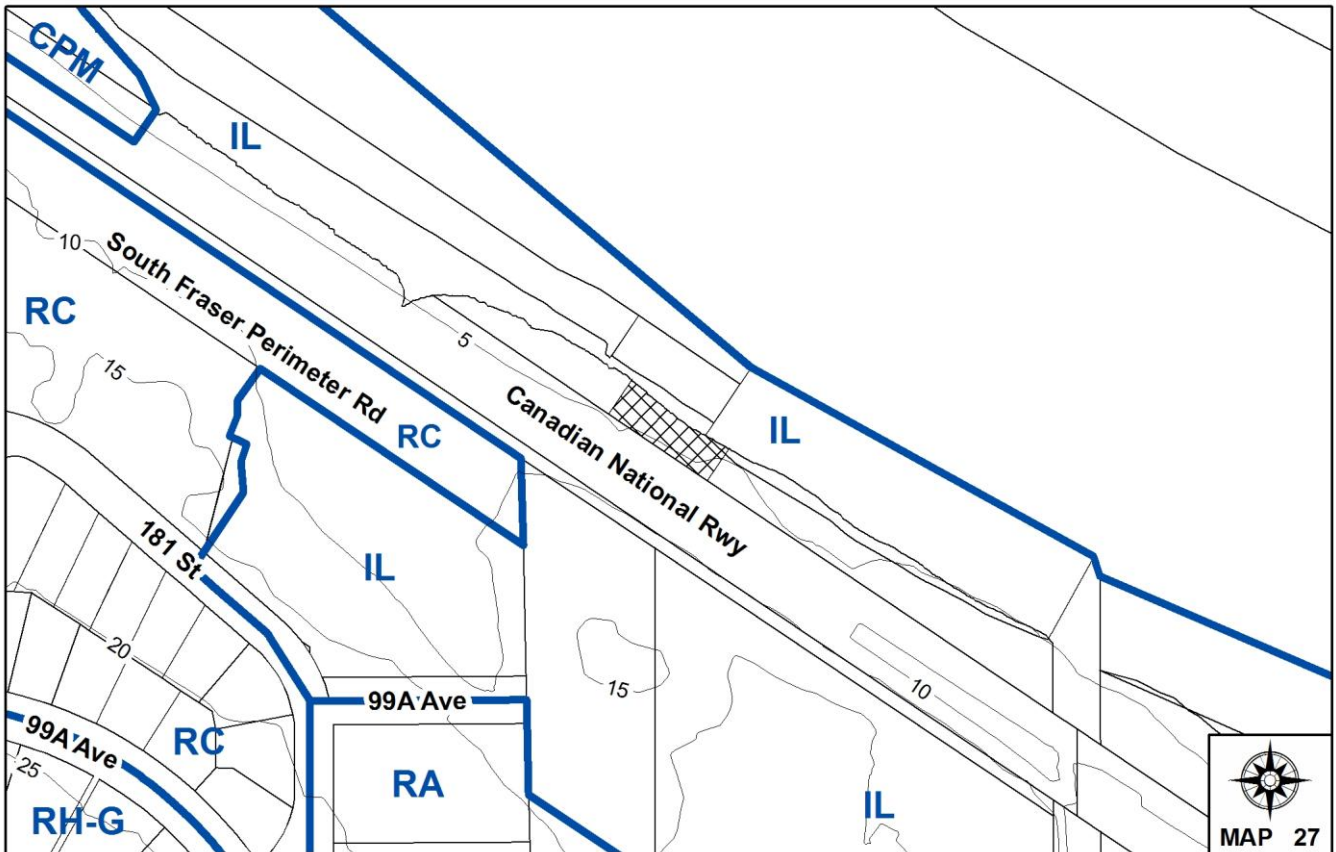 CPM
IL
10
South Fraser Perimeter Rd
RC
15
5
RC
Canadian National Rwy
IL
181 St
IL
20
15
10
99A Ave
99A Ave
RC
25
RH-G
RA
IL
MAP 27